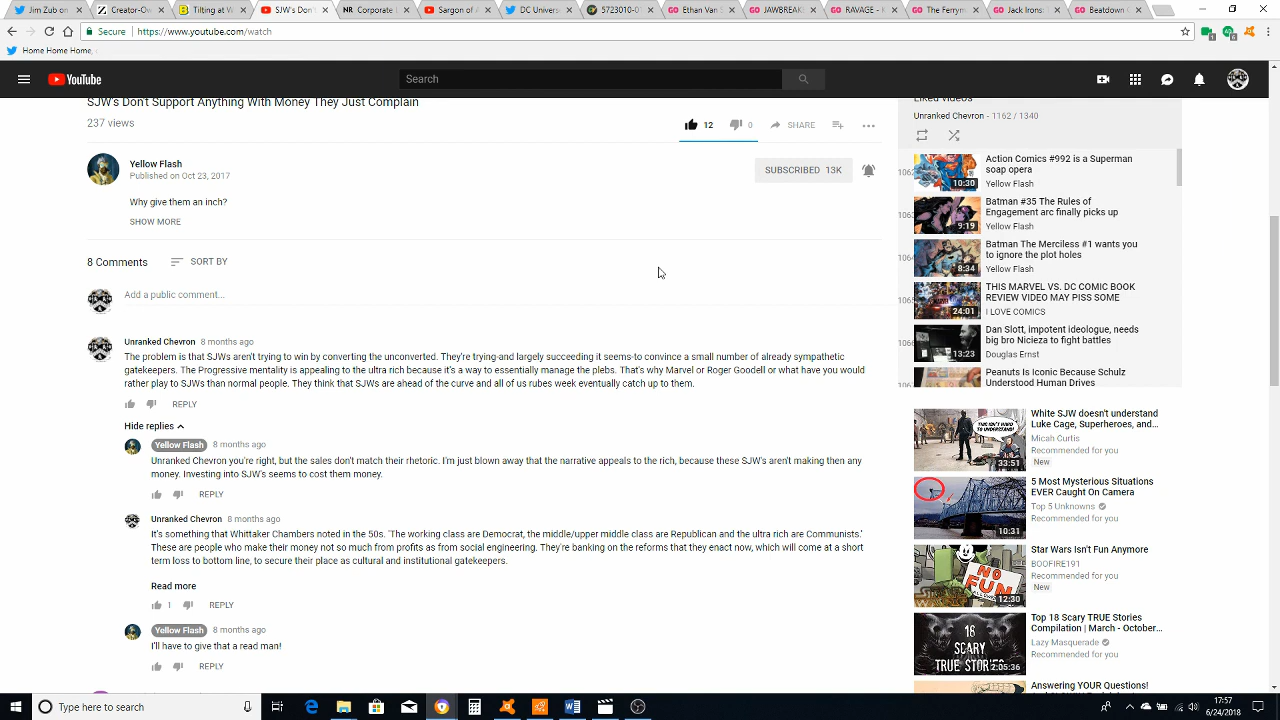 Jim Zub on
Creator-Ow
Tilting at W
SJW's Don'
Corporate I
Sargon of A
DC Univers
5723010-07
Ethan Van S
JAWBREAK
RAVAGE -
The Ferrym
Jack Irons:
Beatdown G
Secure | https://www.youtube.com/watch
Home Home Home,
YouTube
Search
SJW's Don't Support Anything With Money They Just Complain
237 views
12
0
SHARE
Yellow Flash
Published on Oct 23, 2017
SUBSCRIBED 13K
Why give them an inch?
SHOW MORE
8 Comments
SORT BY
Add a public comment...
Unranked Chevron 8 months ago
The problem is that SJWs aren't trying to win by converting the unconverted. They're trying-and largely succeeding it seems-to convince a small number of already sympathetic
gatekeepers. The Progressive mentality is appealing to the ultra rich because it's a way to essentially manage the plebs. That's why Marvel or Roger Goodell or what have you would
rather play to SJWs than normal people. They think that SJWs are ahead of the curve and all of us rubes week eventually catch up to them.
REPLY
Hide replies
Yellow Flash 8 months ago
Unranked Chevron you're right, but the sales don't match their rhetoric. I'm just blown away that the narrative appeals to the rich, because these SJW's aren't making then any
money. Investing into SJW's seems to cost them money.
REPLY
Unranked Chevron 8 months ago
It's something that Whittaker Chambers noted in the 50s. 'The working class are Democrat, the middle/upper middle class are Republican and the ultra rich are Communists.'
These are people who make their money not so much from profits as from social engineering. They're banking on the reforms that they enact now, which will come at a short
term loss to bottom line, to secure their place as cultural and institutional gatekeepers.
Read more
1
REPLY
Yellow Flash 8 months ago
I'll have to give that a read man!
REPLY
Liked videos
Unranked Chevron - 1162 / 1340
Action Comics #992 is a Superman
soap opera
Yellow Flash
10:30
Batman #35 The Rules of
Engagement arc finally picks up
Yellow Flash
9:19
Batman The Merciless #1 wants you
to ignore the plot holes
Yellow Flash
8:34
THIS MARVEL VS. DC COMIC BOOK
REVIEW VIDEO MAY PISS SOME
I LOVE COMICS
24:01
Dan Slott, impotent ideologue, needs
big bro Nicieza to fight battles
Douglas Ernst
13:23
Peanuts Is Iconic Because Schulz
Understood Human Drives
White SJW doesn't understand
Luke Cage, Superheroes, and...
Micah Curtis
Recommended for you
New
33:51
5 Most Mysterious Situations
EVER Caught On Camera
Top 5 Unknowns
Recommended for you
10:31
Star Wars Isn't Fun Anymore
BOOFIRE191
Recommended for you
New
NO
FUN
12:30
Top 18 Scary TRUE Stories
Compilation | March - October...
Lazy Masquerade
Recommended for you
18
SCARY
TRUE STORIES
2:05:36
Answering YOUR Questions!
Type here to search
17:57
6/24/2018